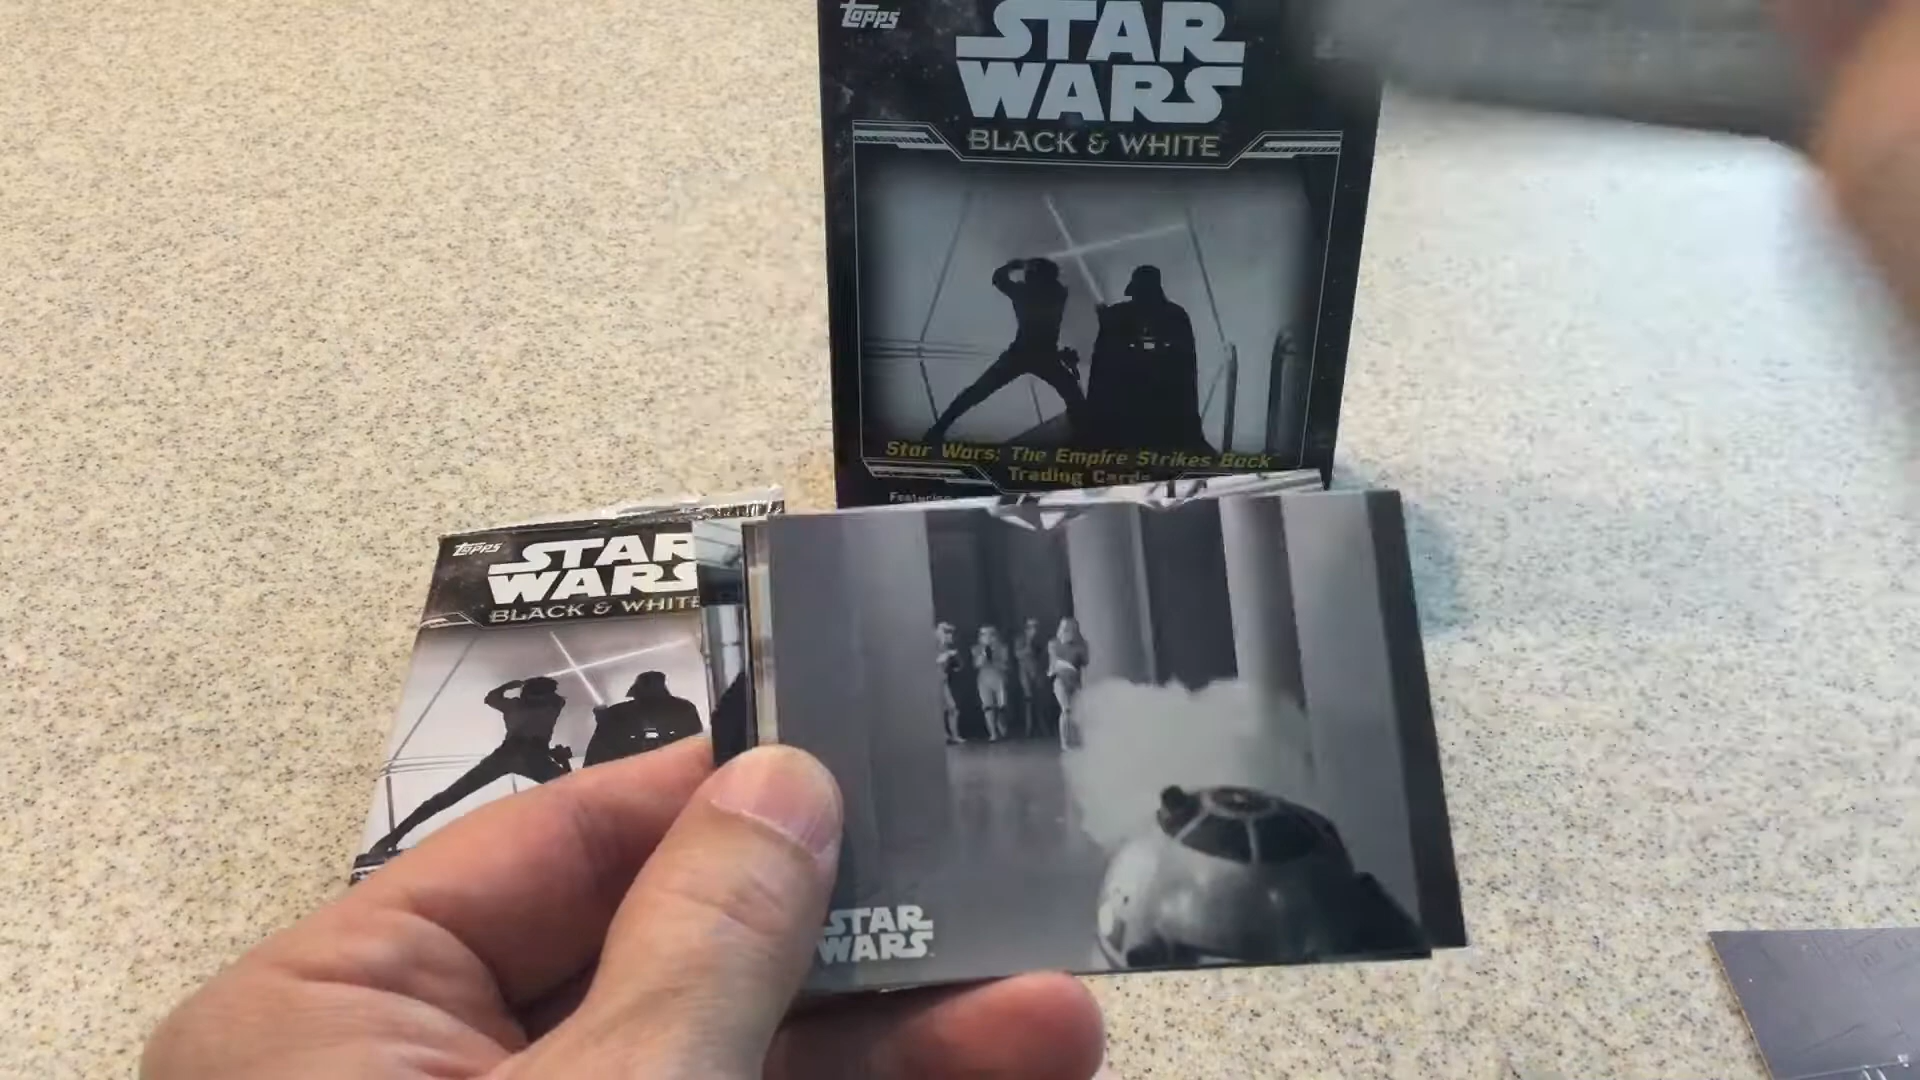 Topps
STAR
WARS
BLACK & WHITE
Star Wars: The Empire Strikes Back
Trading Cards
Featuring
Topps
STAR
WARS
BLACK & WHITE
STAR
WARS